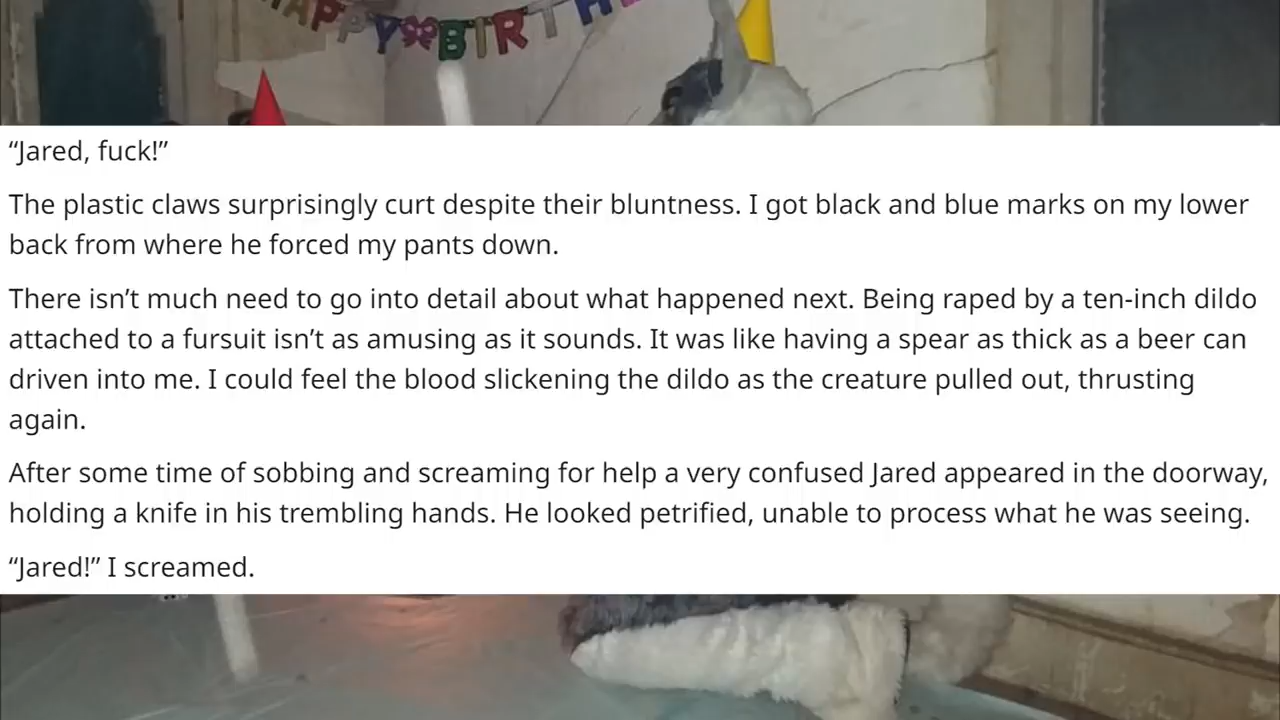 HAPPY BIRTH
“Jared, fuck!”
The plastic claws surprisingly curt despite their bluntness. I got black and blue marks on my lower
back from where he forced my pants down.
There isn’t much need to go into detail about what happened next. Being raped by a ten-inch dildo
attached to a fursuit isn’t as amusing as it sounds. It was like having a spear as thick as a beer can
driven into me. I could feel the blood slickening the dildo as the creature pulled out, thrusting
again.
After some time of sobbing and screaming for help a very confused Jared appeared in the doorway,
holding a knife in his trembling hands. He looked petrified, unable to process what he was seeing.
“Jared!” I screamed.